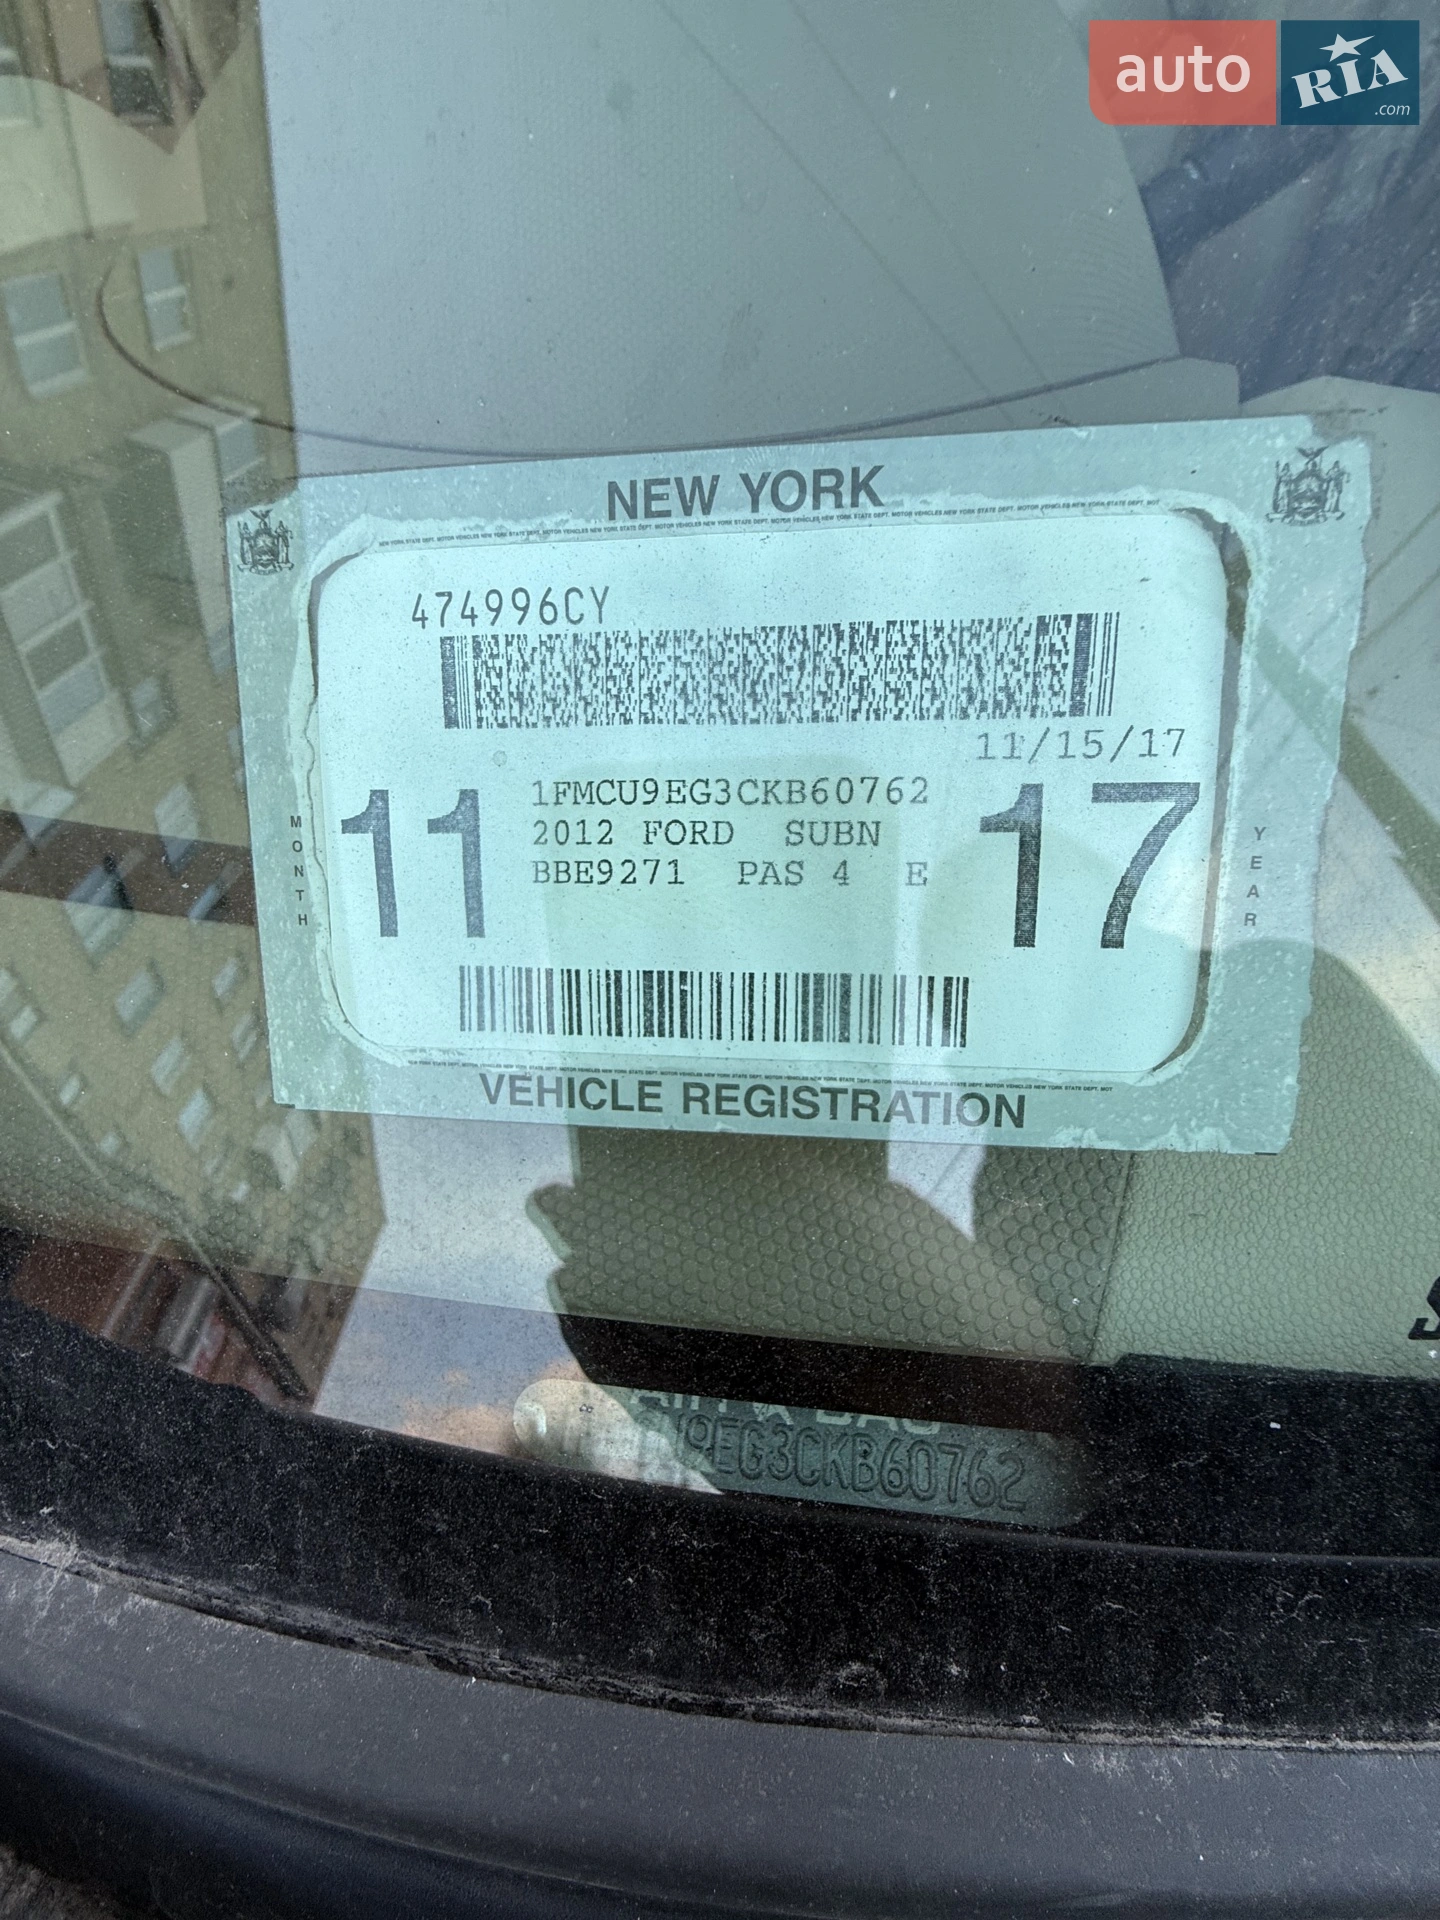 auto RIA.com
NEW YORK
474996CY
11/15/17
11
17
1FMCU9EG3CKB60762
2012 FORD SUBN
BBE9271 PAS 4 E
MONTH
YEAR
VEHICLE REGISTRATION
9EG3CKB60762